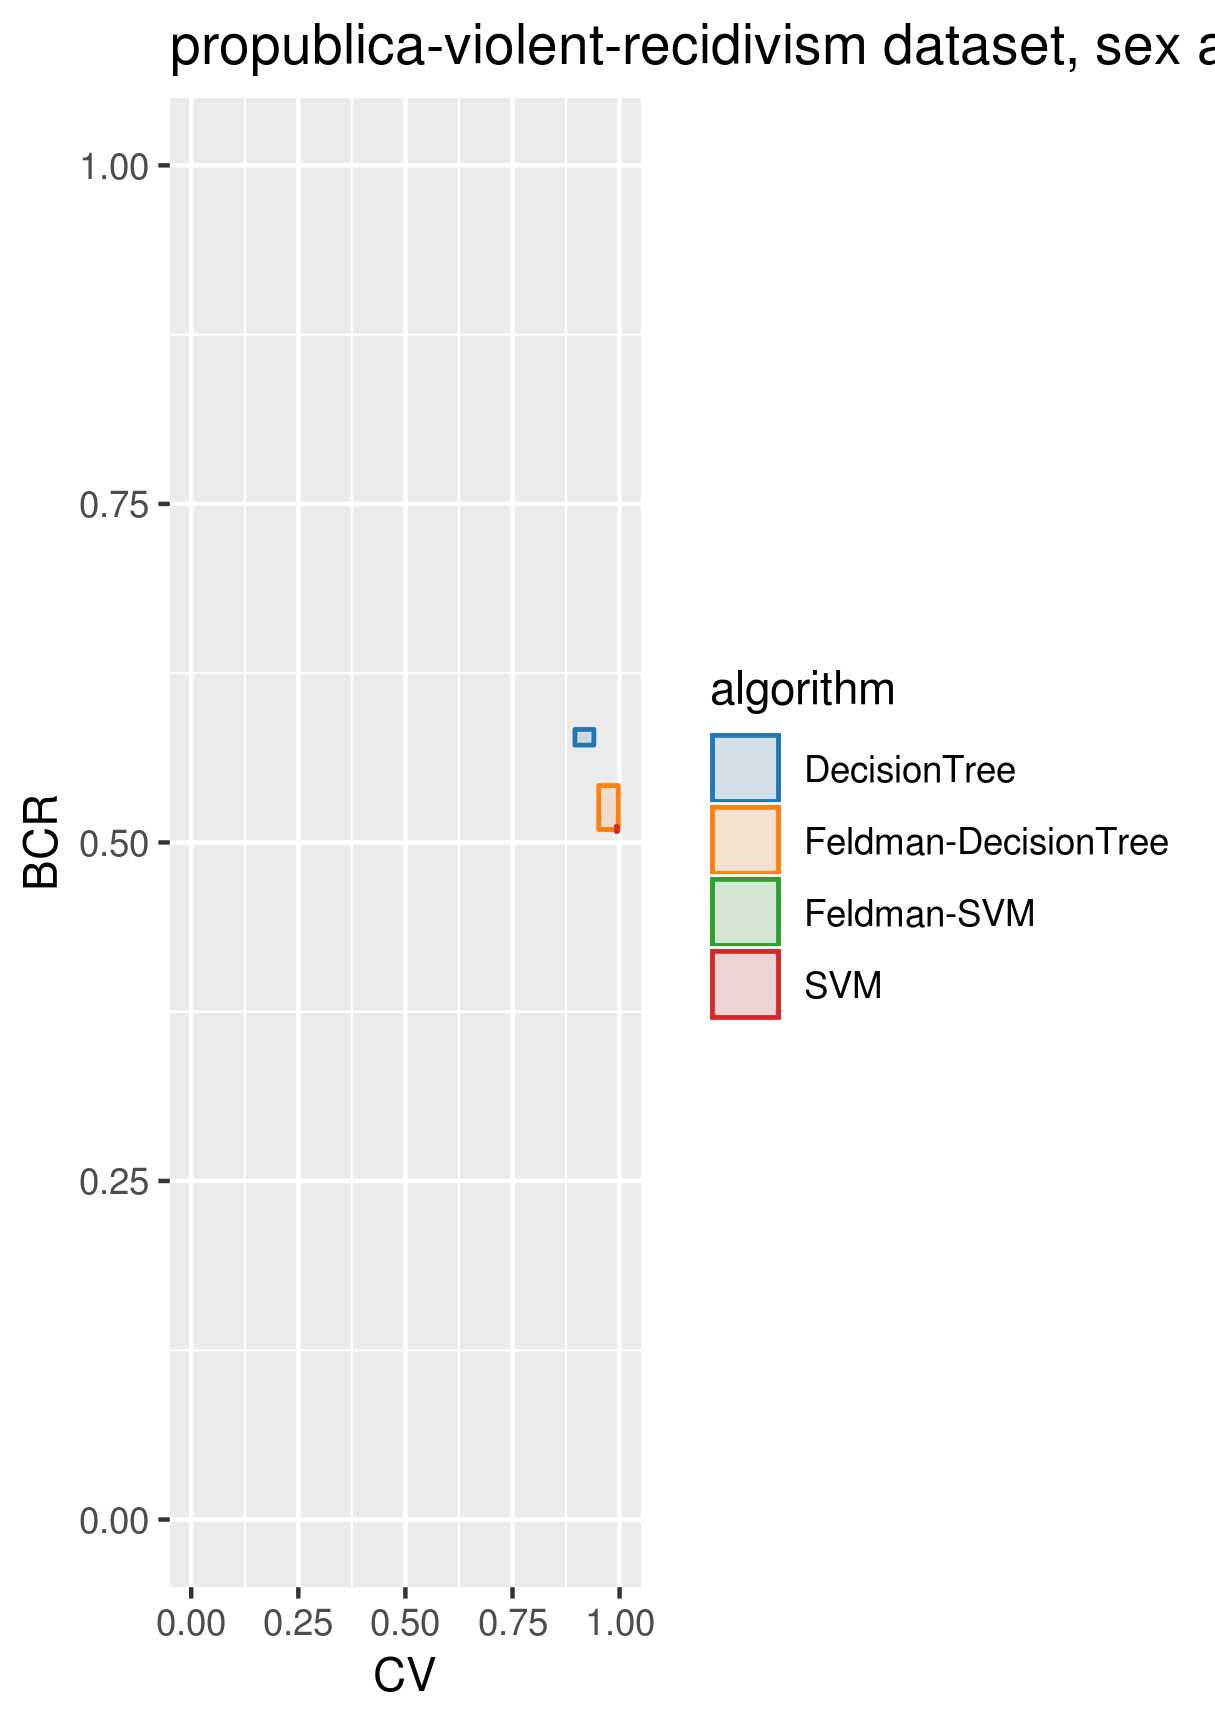 propublica-violent-recidivism dataset, sex
1.00
0.75
0.50
0.25
0.00
BCR
0.00 0.25 0.50 0.75 1.00
CV
algorithm
DecisionTree
Feldman-DecisionTree
Feldman-SVM
SVM